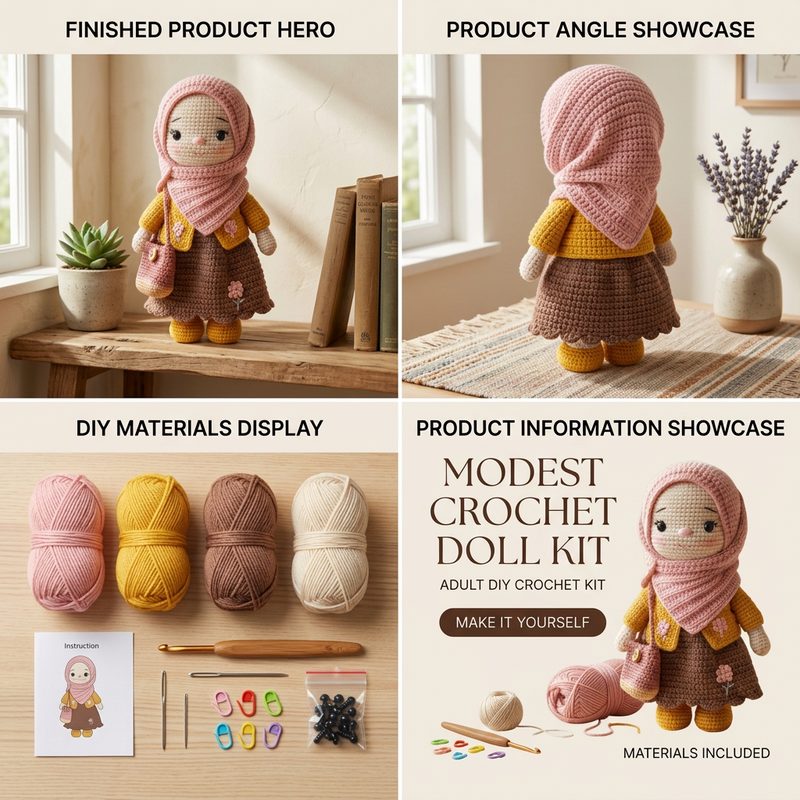 FINISHED PRODUCT HERO
PRODUCT ANGLE SHOWCASE
DIY MATERIALS DISPLAY
Instruction
PRODUCT INFORMATION SHOWCASE
MODEST
CROCHET
DOLL KIT
ADULT DIY CROCHET KIT
MAKE IT YOURSELF
MATERIALS INCLUDED